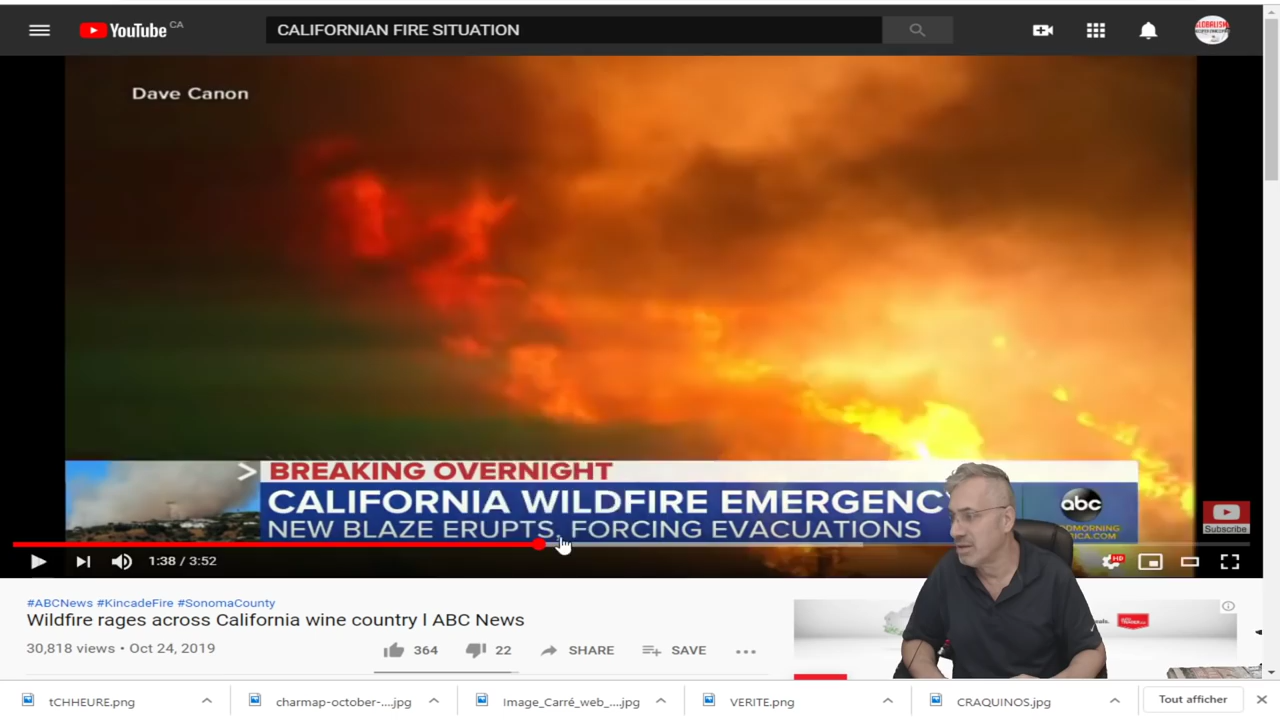 YouTube CA
CALIFORNIAN FIRE SITUATION
Dave Canon
BREAKING OVERNIGHT
CALIFORNIA WILDFIRE EMERGENC
NEW BLAZE ERUPTS, FORCING EVACUATIONS
abc
RICA.COM
Subscribe
1:38 / 3:52
HD
#ABCNews #KincadeFire #SonomaCounty
Wildfire rages across California wine country l ABC News
30,818 views • Oct 24, 2019
364
22
SHARE
SAVE
tCHHEURE.png
charmap-october-....jpg
Image_Carré_web_....jpg
VERITE.png
CRAQUINOS.jpg
Tout afficher